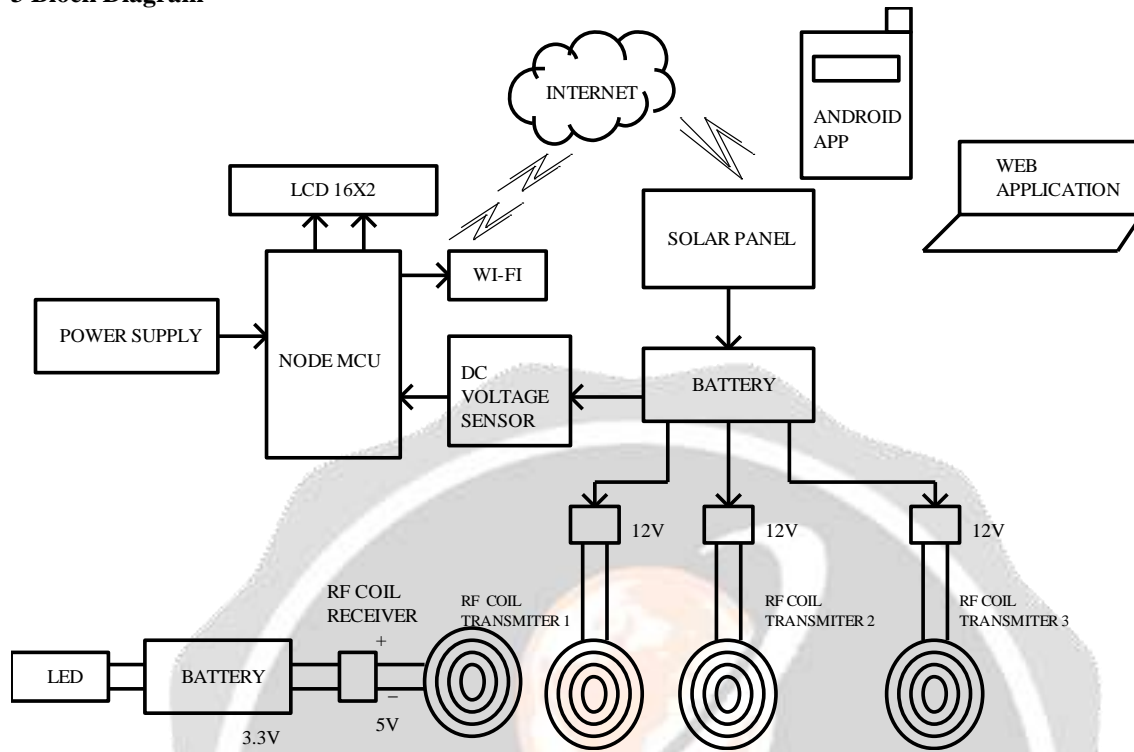 3 Bloch Diagram
INTERNET
ANDROID
APP
WEB
APPLICATION
LCD 16X2
SOLAR PANEL
WI-FI
POWER SUPPLY
NODE MCU
DC
VOLTAGE
SENSOR
BATTERY
12V
12V
12V
RF COIL
RECEIVER
+
RF COIL
TRANSMITER 1
RF COIL
TRANSMITER 2
RF COIL
TRANSMITER 3
LED
BATTERY
−
5V
3.3V